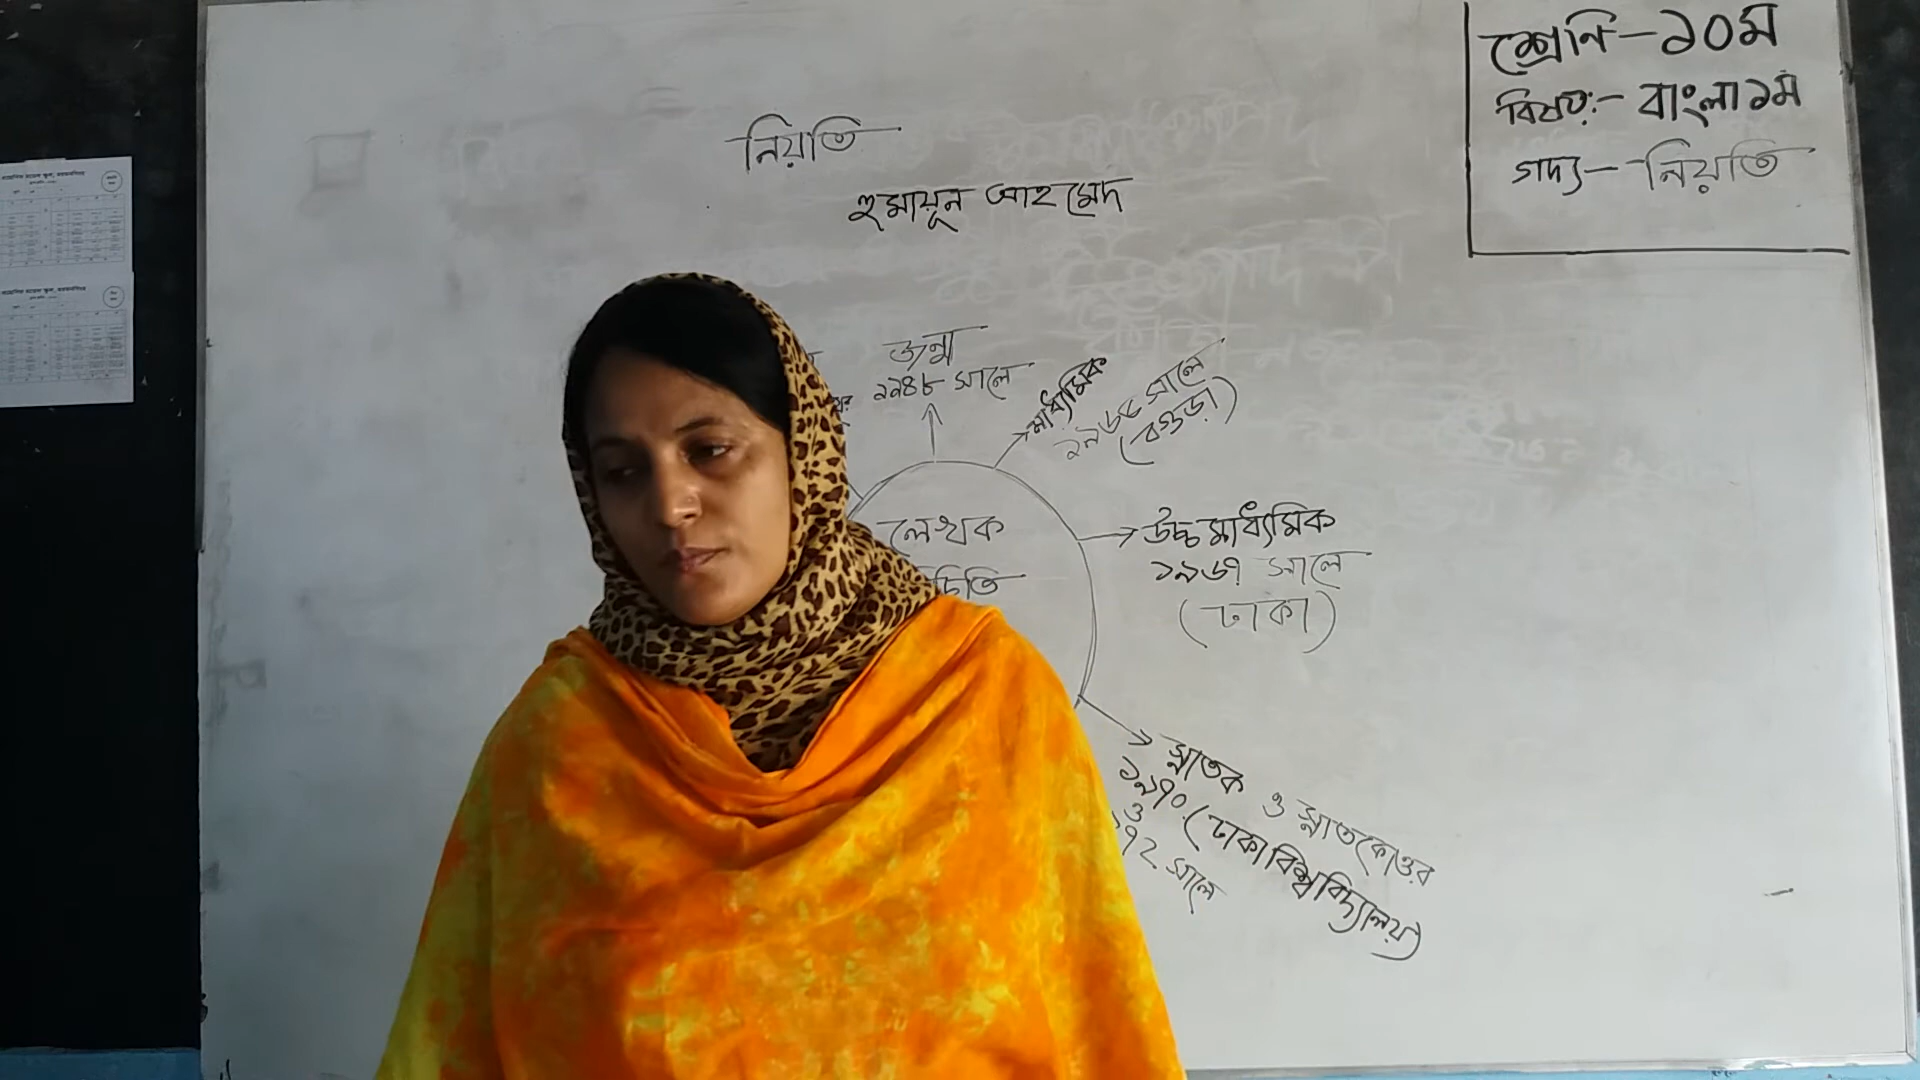 শ্রেণি-১০ম
বিষয়:- বাংলা ১ম
গদ্য- নিয়তি
নিয়তি
হুমায়ূন আহমেদ
জন্ম
১৯৪৮ সালে
মাধ্যমিক
১৯৬৫ সালে
(বগুড়া)
লেখক
চিতি
উচ্চ মাধ্যমিক
১৯৬৭ সালে
(ঢাকা)
স্নাতক ও স্নাতকোত্তর
১৯৭০ (ঢাকা বিশ্ববিদ্যালয়)
ও
৭২ সালে